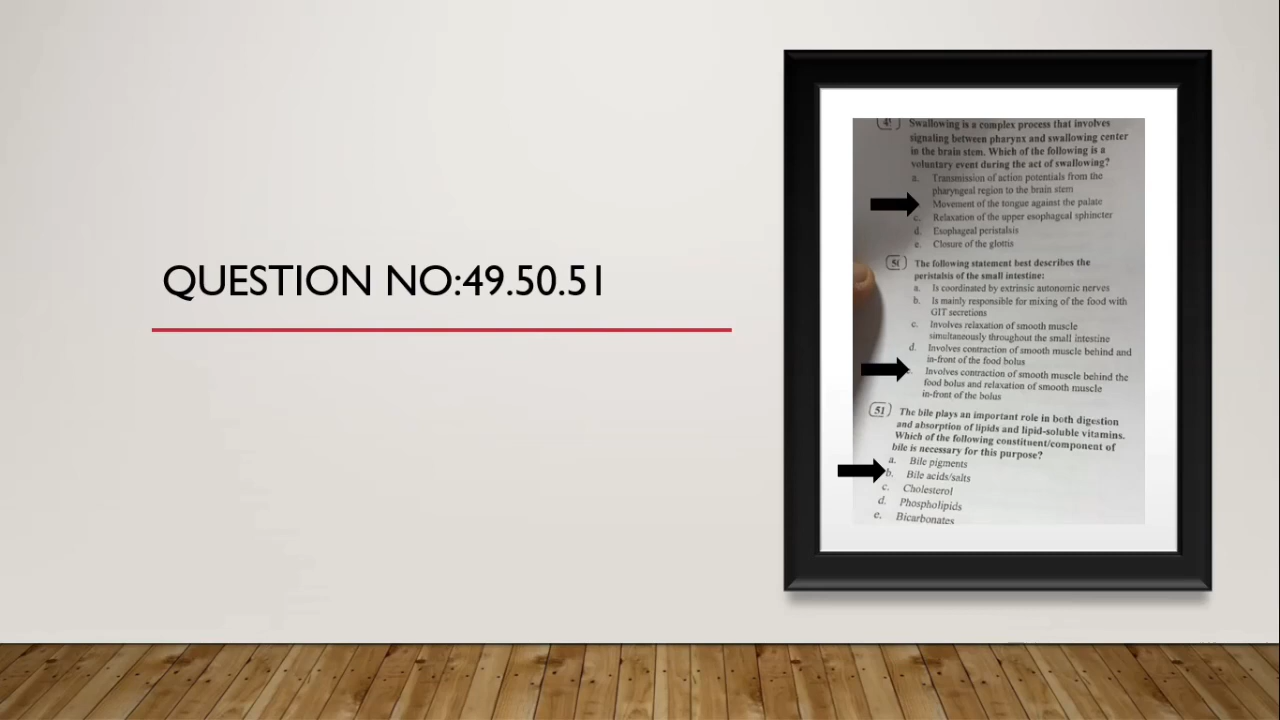 QUESTION NO:49.50.51
Swallowing is a complex process that involves
signaling between pharynx and swallowing center
in the brain stem. Which of the following is a
voluntary event during the act of swallowing?
a. Transmission of action potentials from the
pharyngeal region to the brain stem
Movement of the tongue against the palate
c. Relaxation of the upper esophageal sphincter
d. Esophageal peristalsis
e. Closure of the glottis
The following statement best describes the
peristalsis of the small intestine:
a. Is coordinated by extrinsic autonomic nerves
b. Is mainly responsible for mixing of the food with
GIT secretions
c. Involves relaxation of smooth muscle
simultaneously throughout the small intestine
d. Involves contraction of smooth muscle behind and
in-front of the food bolus
Involves contraction of smooth muscle behind the
food bolus and relaxation of smooth muscle
in-front of the bolus
51 The bile plays an important role in both digestion
and absorption of lipids and lipid-soluble vitamins.
Which of the following constituent/component of
bile is necessary for this purpose?
a. Bile pigments
b. Bile acids/salts
c. Cholesterol
d. Phospholipids
e. Bicarbonates